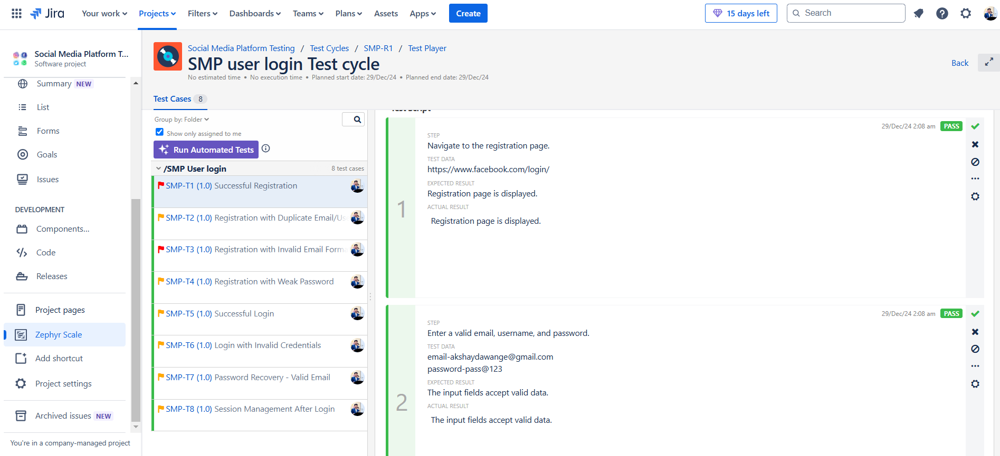 Jira
Your work
Projects
Filters
Dashboards
Teams
Plans
Assets
Apps
Create
15 days left
Search
Social Media Platform T...
Software project
Summary NEW
List
Forms
Goals
Issues
DEVELOPMENT
Components...
Code
Releases
Project pages
Zephyr Scale
Add shortcut
Project settings
Archived issues NEW
You're in a company-managed project
Social Media Platform Testing / Test Cycles / SMP-R1 / Test Player
SMP user login Test cycle
No estimated time • No execution time • Planned start date: 29/Dec/24 • Planned end date: 29/Dec/24
Back
Test Cases 8
Group by: Folder
Show only assigned to me
Run Automated Tests
/SMP User login 8 test cases
SMP-T1 (1.0) Successful Registration
SMP-T2 (1.0) Registration with Duplicate Email/Us
SMP-T3 (1.0) Registration with Invalid Email Forma
SMP-T4 (1.0) Registration with Weak Password
SMP-T5 (1.0) Successful Login
SMP-T6 (1.0) Login with Invalid Credentials
SMP-T7 (1.0) Password Recovery - Valid Email
SMP-T8 (1.0) Session Management After Login
Test Script
1
29/Dec/24 2:08 am PASS
STEP
Navigate to the registration page.
TEST DATA
https://www.facebook.com/login/
EXPECTED RESULT
Registration page is displayed.
ACTUAL RESULT
Registration page is displayed.
2
29/Dec/24 2:08 am PASS
STEP
Enter a valid email, username, and password.
TEST DATA
email-akshaydawange@gmail.com
password-pass@123
EXPECTED RESULT
The input fields accept valid data.
ACTUAL RESULT
The input fields accept valid data.